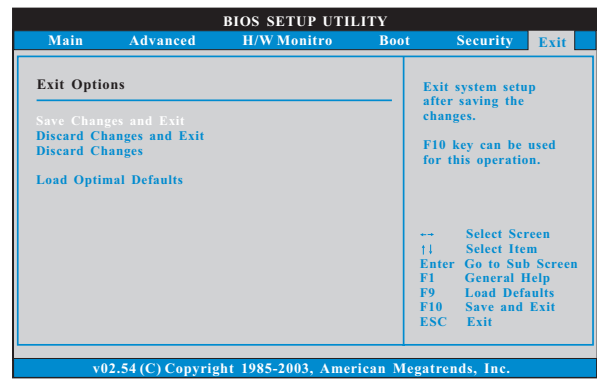 BIOS SETUP UTILITY
Main Advanced H/W Monitro Boot Security Exit
Exit Options
Save Changes and Exit
Discard Changes and Exit
Discard Changes
Load Optimal Defaults
Exit system setup
after saving the
changes.
F10 key can be used
for this operation.
←→ Select Screen
↑↓ Select Item
Enter Go to Sub Screen
F1 General Help
F9 Load Defaults
F10 Save and Exit
ESC Exit
v02.54 (C) Copyright 1985-2003, American Megatrends, Inc.